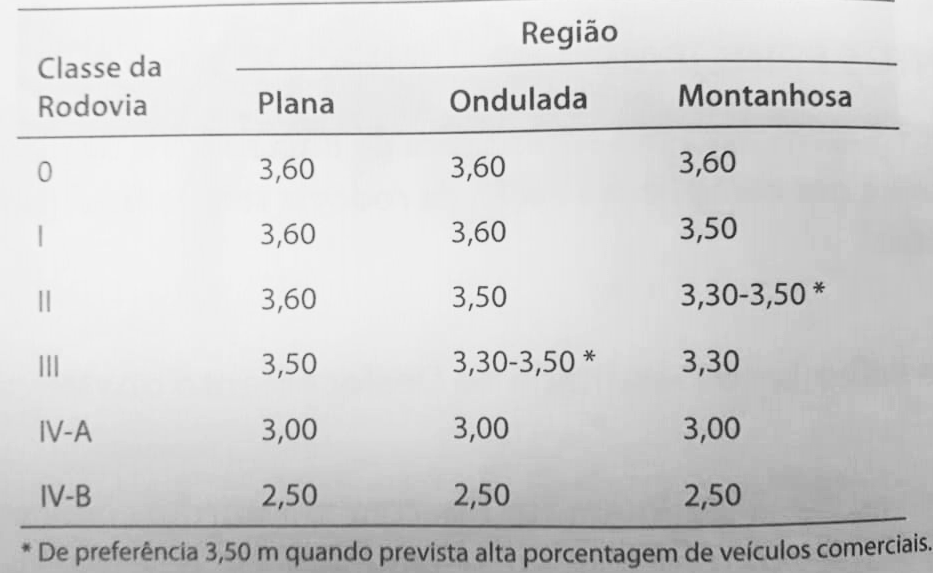 Região
Classe da
Rodovia
Plana Ondulada Montanhosa
0 3,60 3,60 3,60
I 3,60 3,60 3,50
II 3,60 3,50 3,30-3,50 *
III 3,50 3,30-3,50 * 3,30
IV-A 3,00 3,00 3,00
IV-B 2,50 2,50 2,50
* De preferência 3,50 m quando prevista alta porcentagem de veículos comerciais.